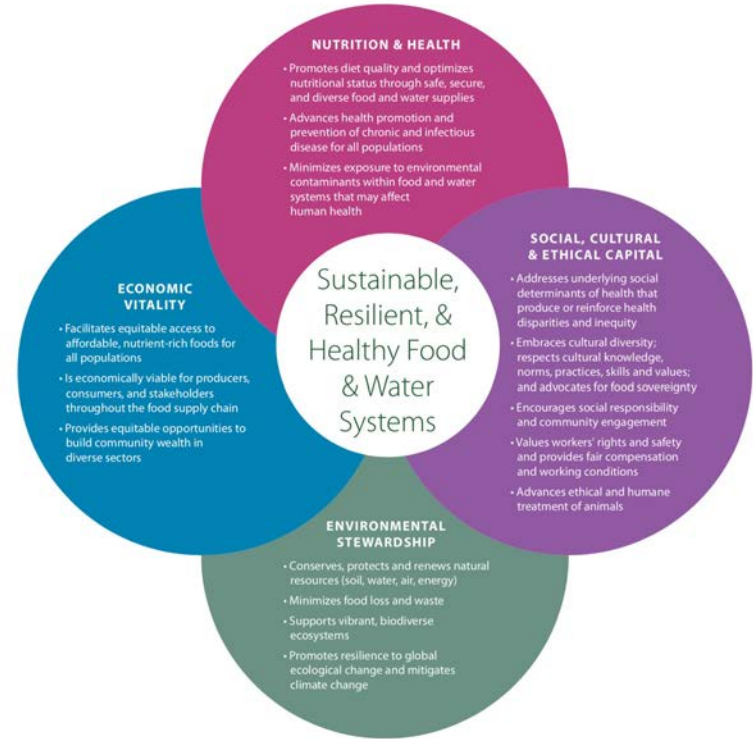 NUTRITION & HEALTH
• Promotes diet quality and optimizes
nutritional status through safe, secure,
and diverse food and water supplies
• Advances health promotion and
prevention of chronic and infectious
disease for all populations
• Minimizes exposure to environmental
contaminants within food and water
systems that may affect
human health
SOCIAL, CULTURAL
& ETHICAL CAPITAL
• Addresses underlying social
determinants of health that
produce or reinforce health
disparities and inequity
• Embraces cultural diversity;
respects cultural knowledge,
norms, practices, skills and values;
and advocates for food sovereignty
• Encourages social responsibility
and community engagement
• Values workers' rights and safety
and provides fair compensation
and working conditions
• Advances ethical and humane
treatment of animals
Sustainable,
Resilient, &
Healthy Food
& Water
Systems
ECONOMIC
VITALITY
• Facilitates equitable access to
affordable, nutrient-rich foods for
all populations
• Is economically viable for producers,
consumers, and stakeholders
throughout the food supply chain
• Provides equitable opportunities to
build community wealth in
diverse sectors
ENVIRONMENTAL
STEWARDSHIP
• Conserves, protects and renews natural
resources (soil, water, air, energy)
• Minimizes food loss and waste
• Supports vibrant, biodiverse
ecosystems
• Promotes resilience to global
ecological change and mitigates
climate change